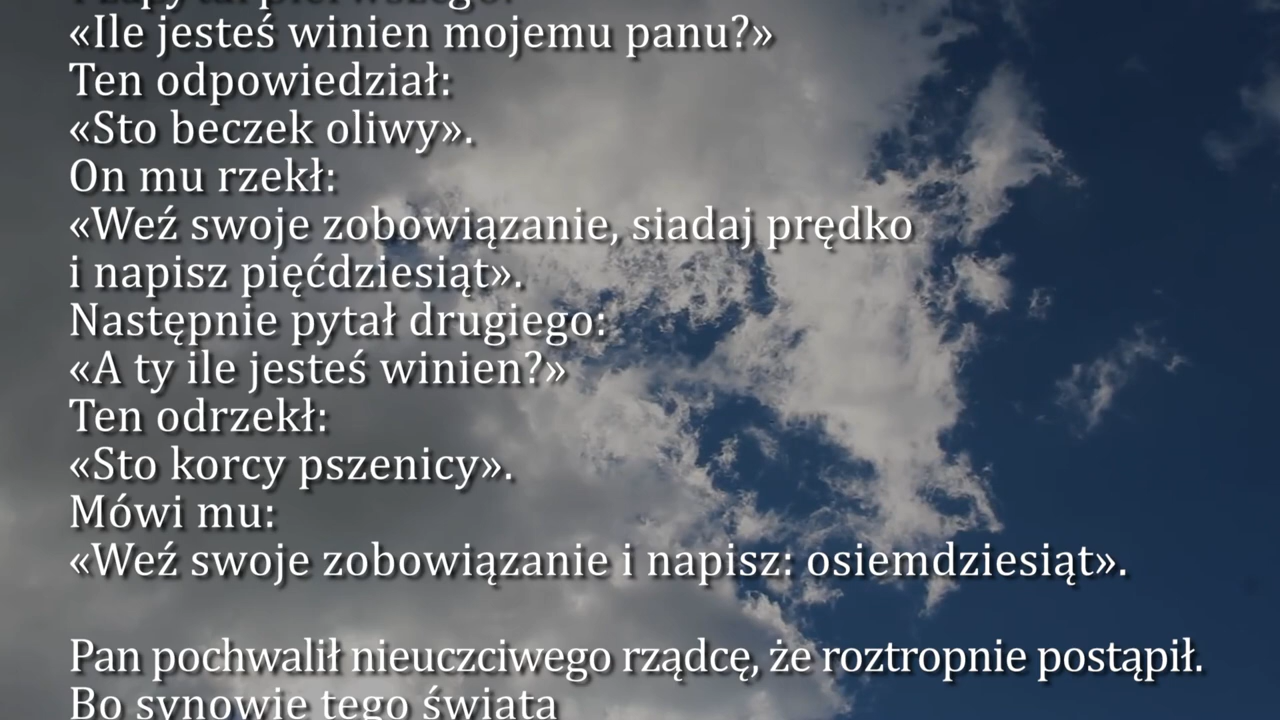 «Ile jesteś winien mojemu panu?»
Ten odpowiedział:
«Sto beczek oliwy».
On mu rzekł:
«Weź swoje zobowiązanie, siadaj prędko
i napisz pięćdziesiąt».
Następnie pytał drugiego:
«A ty ile jesteś winien?»
Ten odrzekł:
«Sto korcy pszenicy».
Mówi mu:
«Weź swoje zobowiązanie i napisz: osiemdziesiąt».
Pan pochwalił nieuczciwego rządcę, że roztropnie postąpił.
Bo synowie tego świata